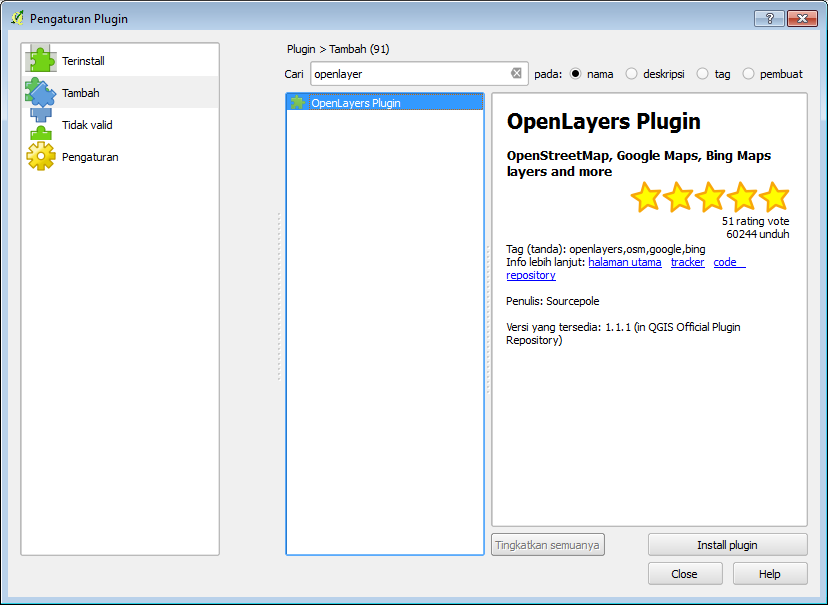 Pengaturan Plugin
Terinstall
Tambah
Tidak valid
Pengaturan
Plugin > Tambah (91)
Cari openlayer pada: nama deskripsi tag pembuat
OpenLayers Plugin
OpenLayers Plugin
OpenStreetMap, Google Maps, Bing Maps
layers and more
51 rating vote
60244 unduh
Tag (tanda): openlayers,osm,google,bing
Info lebih lanjut: halaman utama tracker code
repository
Penulis: Sourcepole
Versi yang tersedia: 1.1.1 (in QGIS Official Plugin
Repository)
Tingkatkan semuanya
Install plugin
Close
Help